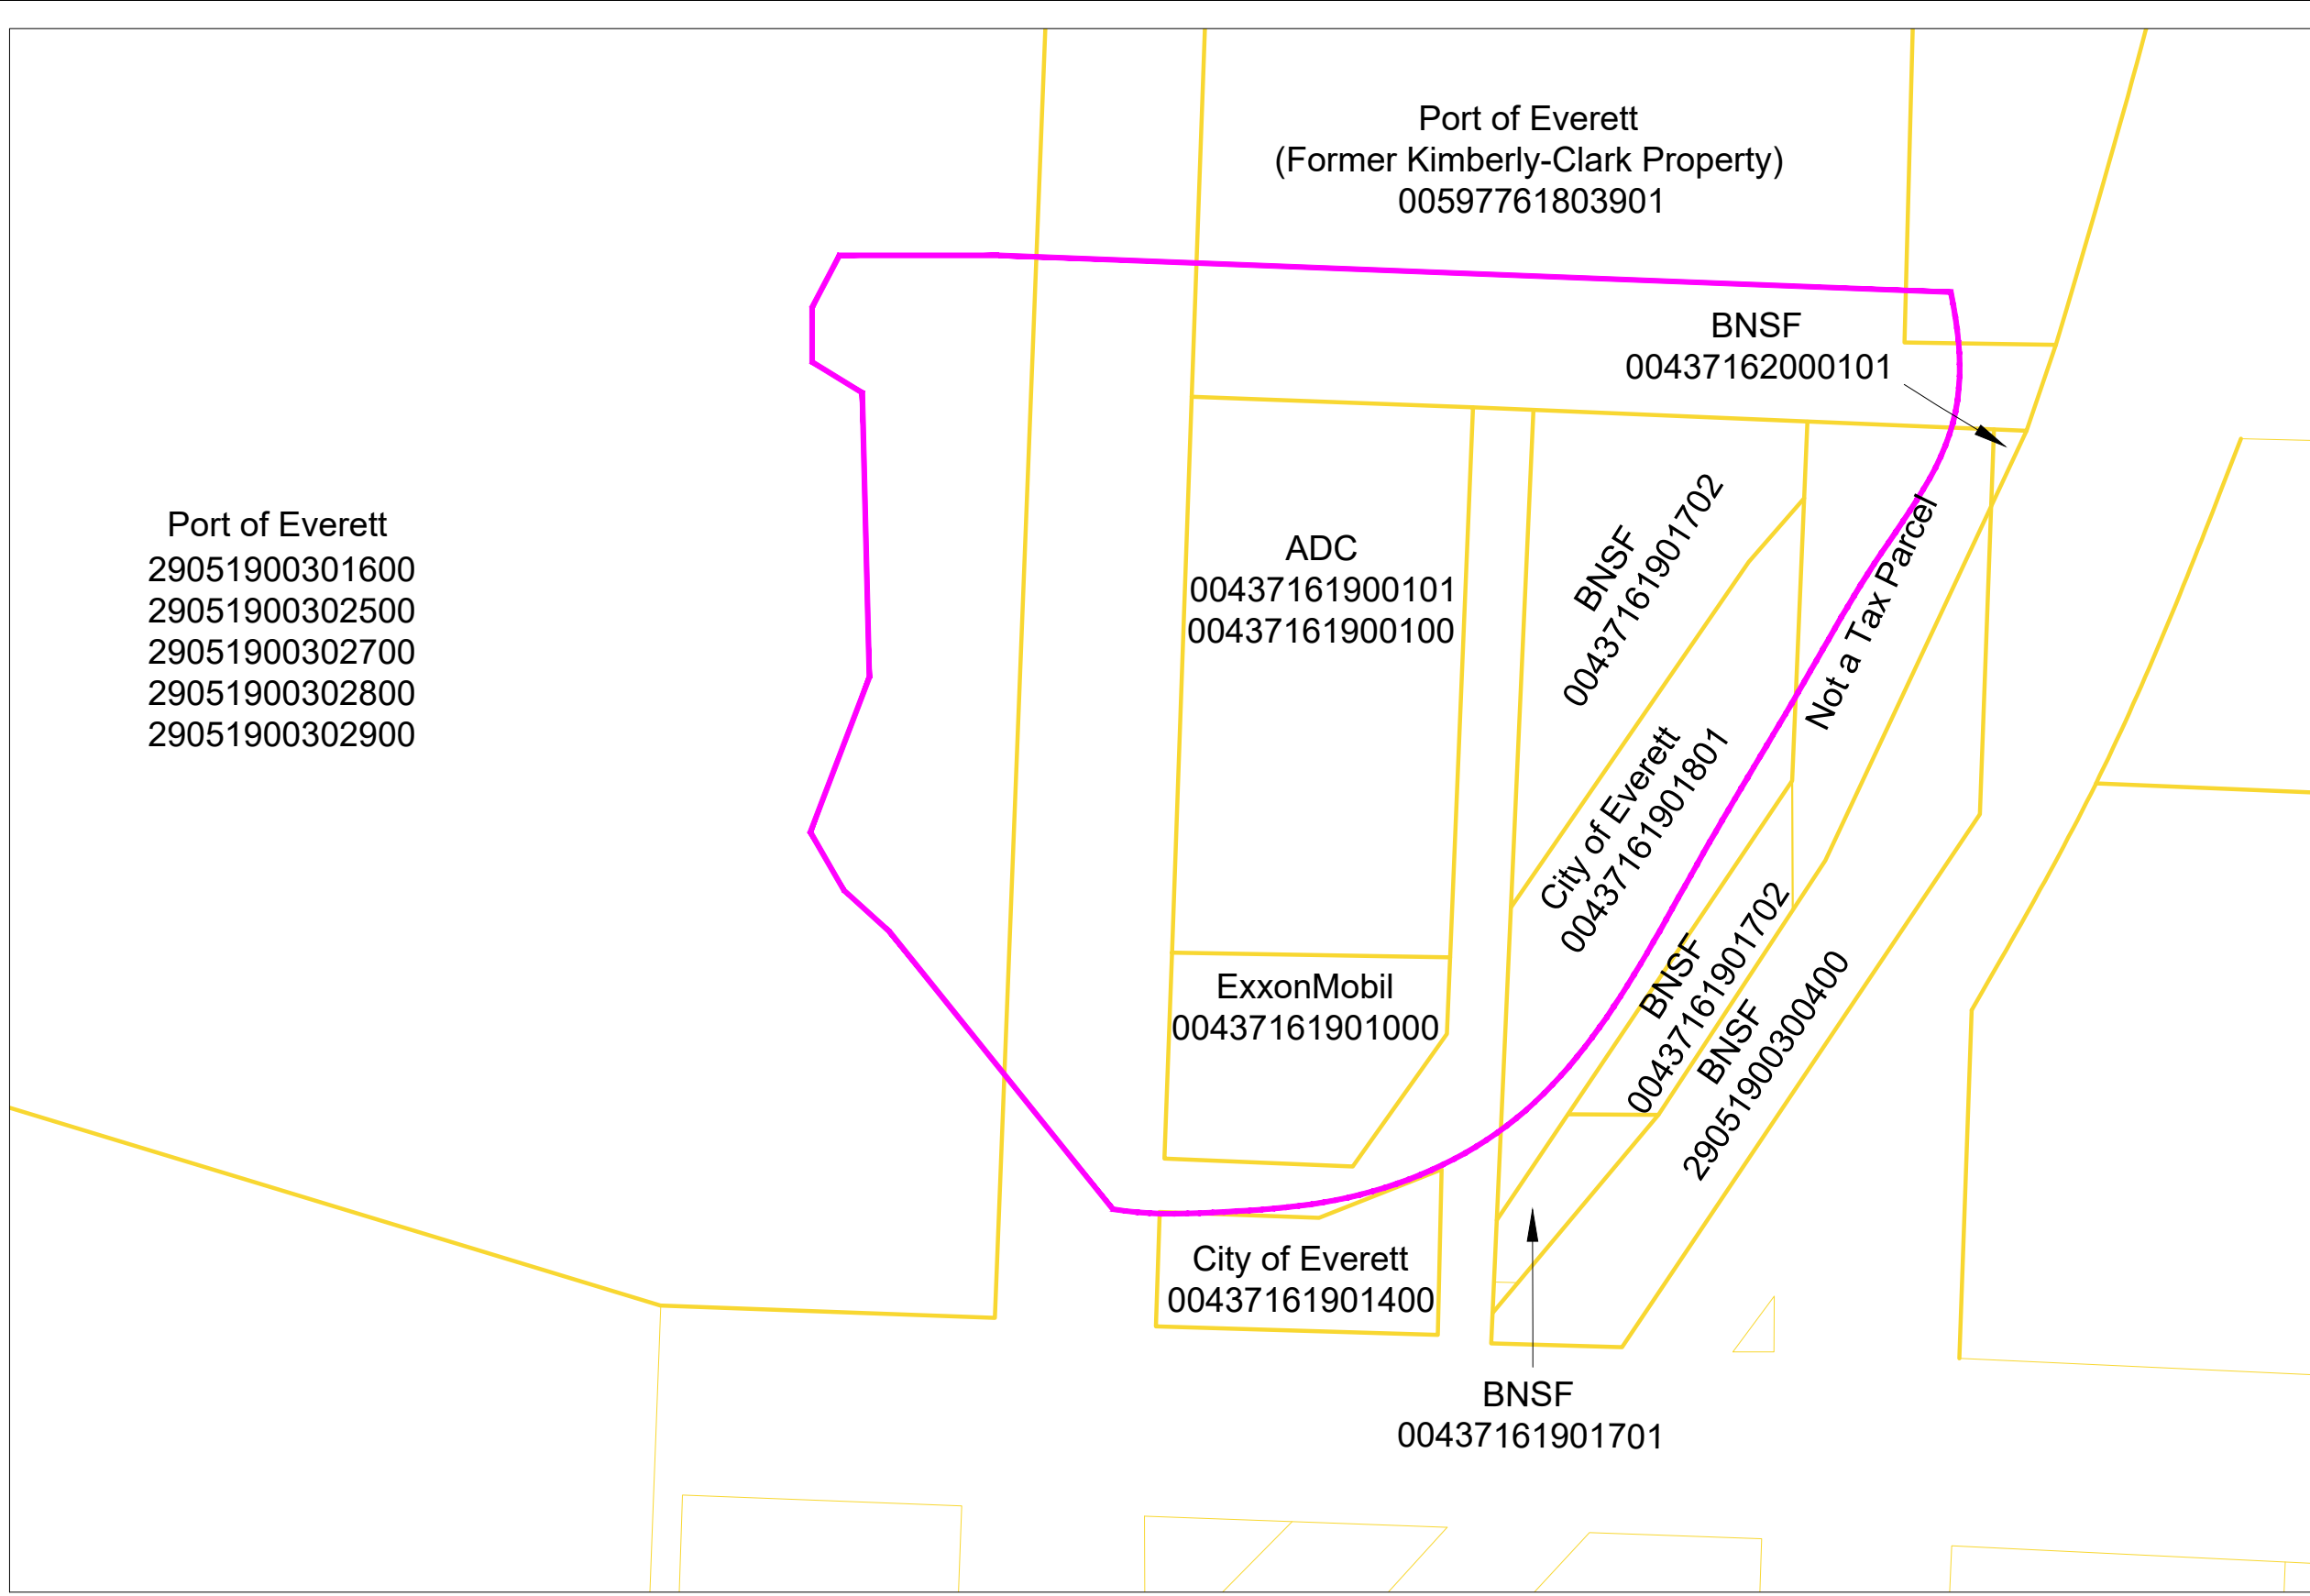 Port of Everett
(Former Kimberly-Clark Property)
00597761803901
BNSF
00437162000101
Port of Everett
29051900301600
29051900302500
29051900302700
29051900302800
29051900302900
ADC
00437161900101
00437161900100
BNSF
00437161901702
Not a Tax Parcel
City of Everett
00437161901801
ExxonMobil
00437161901000
BNSF
00437161901702
BNSF
29051900300400
City of Everett
00437161901400
BNSF
00437161901701